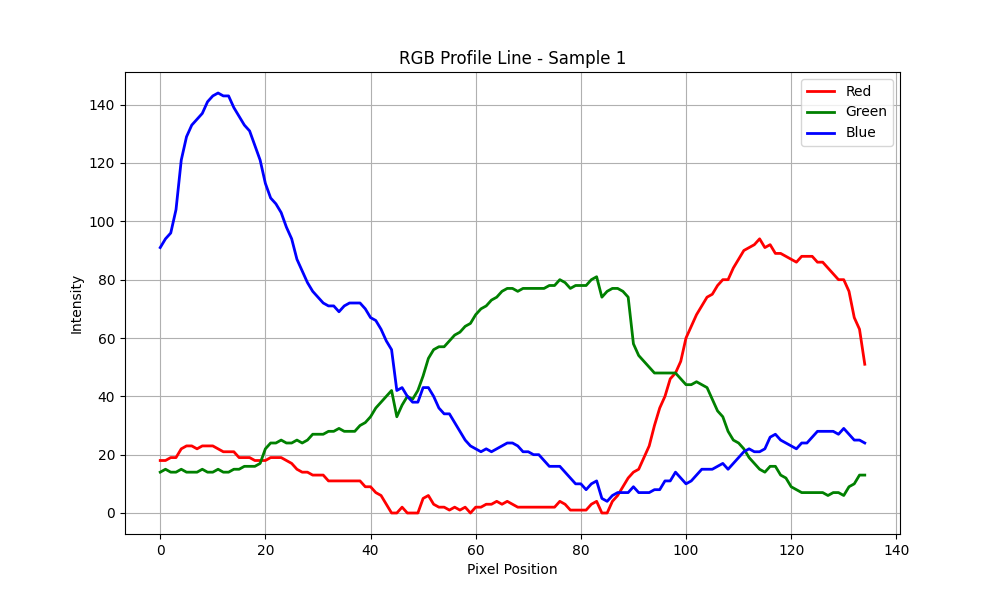 RGB Profile Line - Sample 1
Red
Green
Blue
Intensity
140
120
100
80
60
40
20
0
0 20 40 60 80 100 120 140
Pixel Position